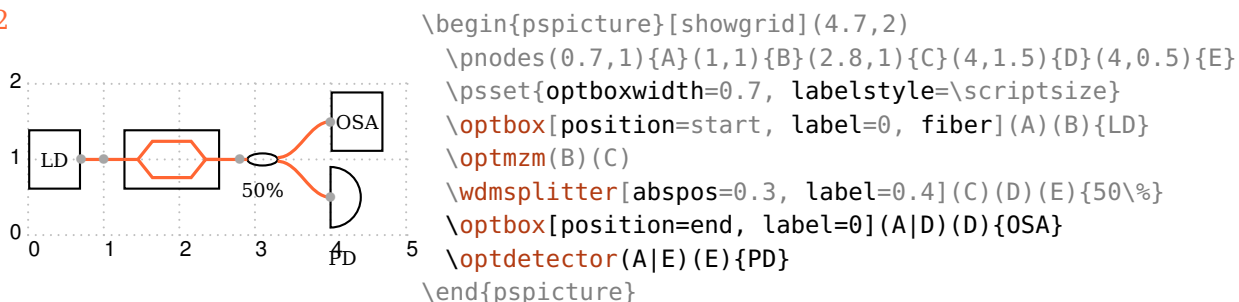 2
2
1
0
0 1 2 3 4 5
LD
50%
OSA
PD
\begin{pspicture}[showgrid](4.7,2)
\pnodes(0.7,1){A}(1,1){B}(2.8,1){C}(4,1.5){D}(4,0.5){E}
\psset{optboxwidth=0.7, labelstyle=\scriptsize}
\optbox[position=start, label=0, fiber](A)(B){LD}
\optmzm(B)(C)
\wdmsplitter[abspos=0.3, label=0.4](C)(D)(E){50\%}
\optbox[position=end, label=0](A|D)(D){OSA}
\optdetector(A|E)(E){PD}
\end{pspicture}